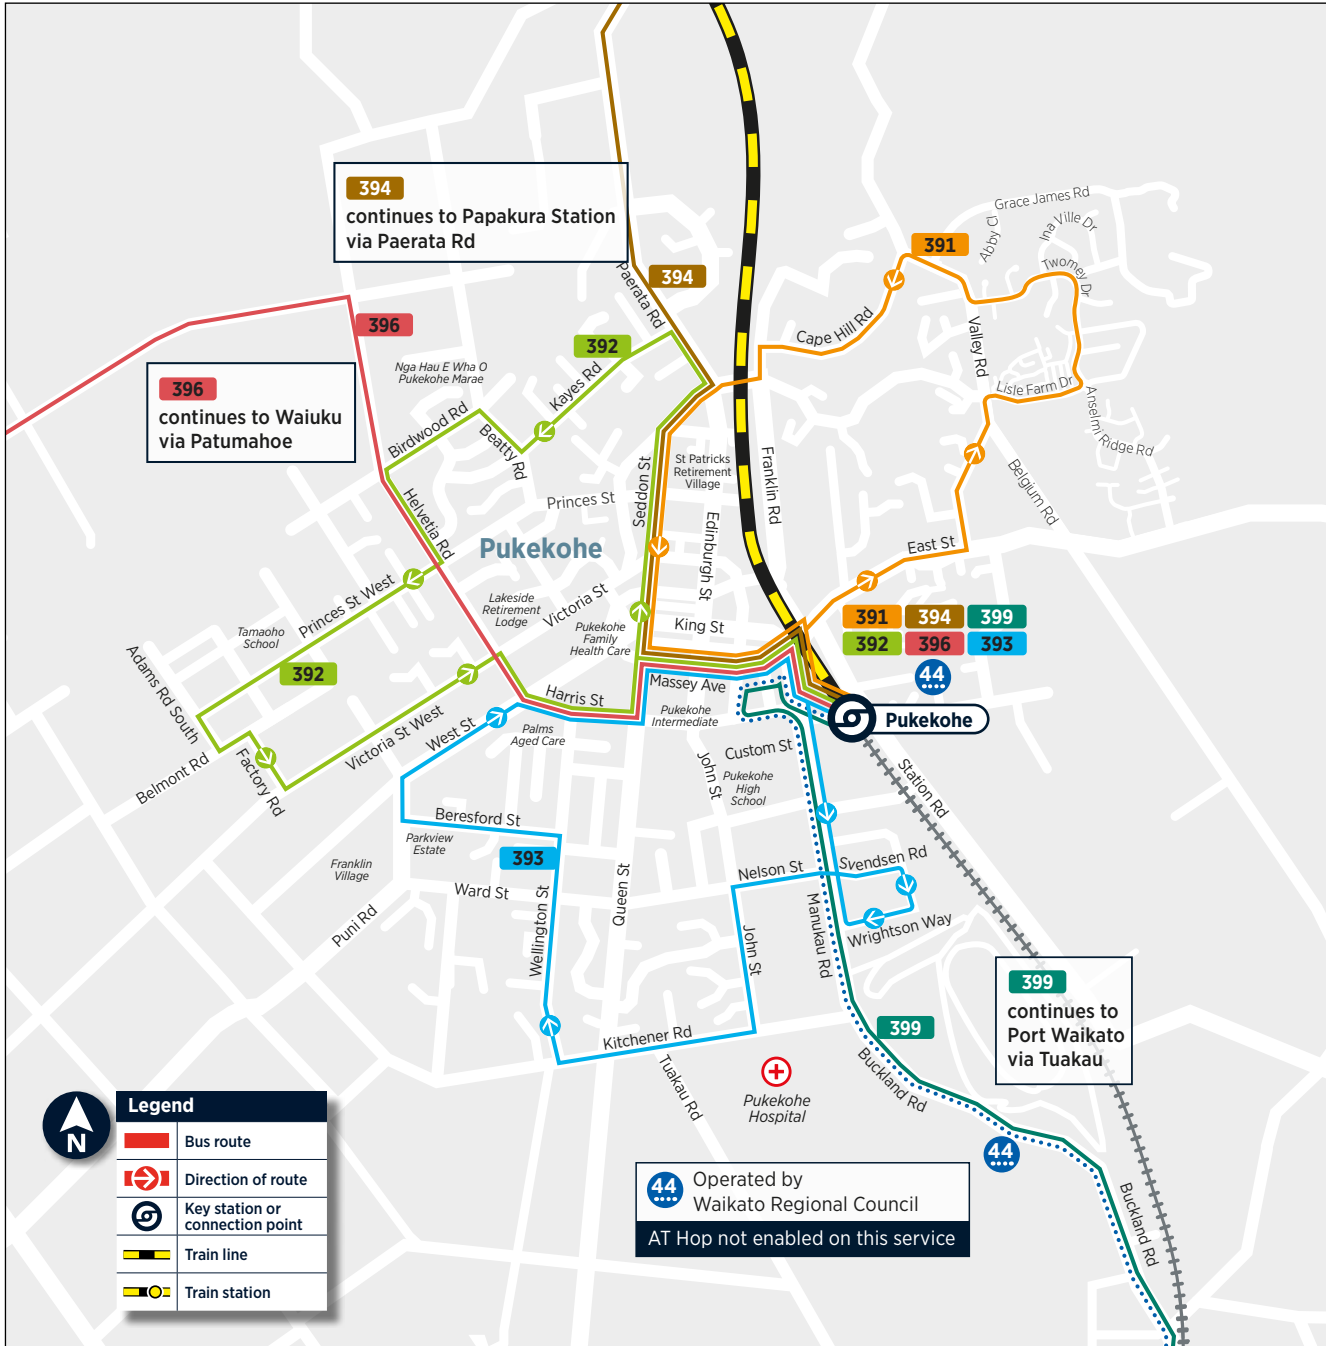 394
continues to Papakura Station
via Paerata Rd
394
Paerata Rd
391
Grace James Rd
Abby Cl
Ina Ville Dr
Twomey Dr
Cape Hill Rd
Valley Rd
Lisle Farm Dr
Anselmi Ridge Rd
Belgium Rd
396
396
continues to Waiuku
via Patumahoe
Nga Hau E Wha O
Pukekohe Marae
392
Kayes Rd
Birdwood Rd
Beatty Rd
Helvetia Rd
Princes St
Seddon St
St Patricks
Retirement
Village
Franklin Rd
Edinburgh St
East St
Pukekohe
Princes St West
Lakeside
Retirement
Lodge
Victoria St
Pukekohe
Family
Health Care
King St
Tamaoho
School
391
394
399
392
396
393
44
Adams Rd South
392
Harris St
Massey Ave
Pukekohe
Intermediate
Pukekohe
Belmont Rd
Factory Rd
Victoria St West
West St
Palms
Aged Care
Custom St
John St
Pukekohe
High
School
Station Rd
Beresford St
Parkview
Estate
393
Franklin
Village
Ward St
Puni Rd
Wellington St
Queen St
Nelson St
Svendsen Rd
Wrightson Way
Manukau Rd
John St
399
continues to
Port Waikato
via Tuakau
399
Kitchener Rd
Tuakau Rd
Buckland Rd
Pukekohe
Hospital
44
Buckland Rd
N
Legend
Bus route
Direction of route
Key station or
connection point
Train line
Train station
44
Operated by
Waikato Regional Council
AT Hop not enabled on this service